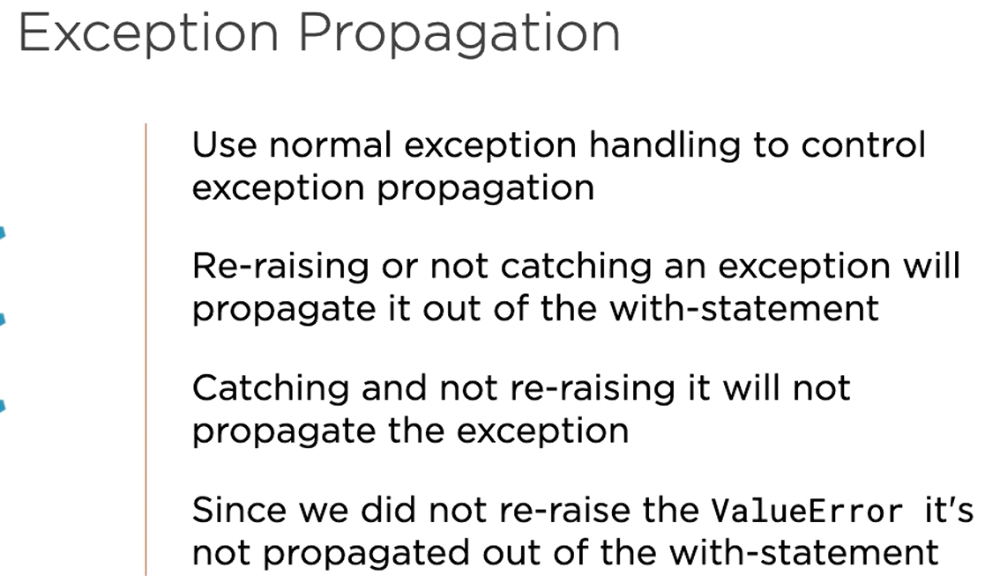 Exception Propagation
Use normal exception handling to control
exception propagation
Re-raising or not catching an exception will
propagate it out of the with-statement
Catching and not re-raising it will not
propagate the exception
Since we did not re-raise the ValueError it's
not propagated out of the with-statement